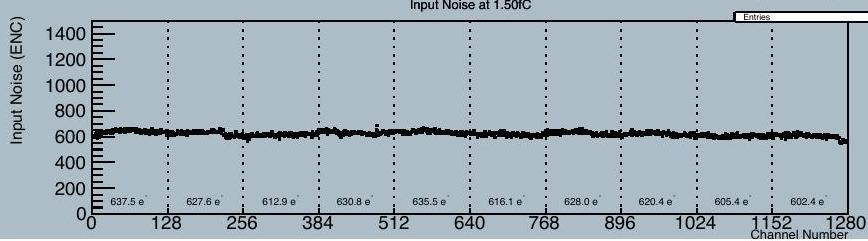 Input Noise at 1.50fC
Entries
Input Noise (ENC)
1400
1200
1000
800
600
400
200
0
637.5 e- 627.6 e- 612.9 e- 630.8 e- 635.5 e- 616.1 e- 628.0 e- 620.4 e- 605.4 e- 602.4 e-
0 128 256 384 512 640 768 896 1024 1152 1280
Channel Number